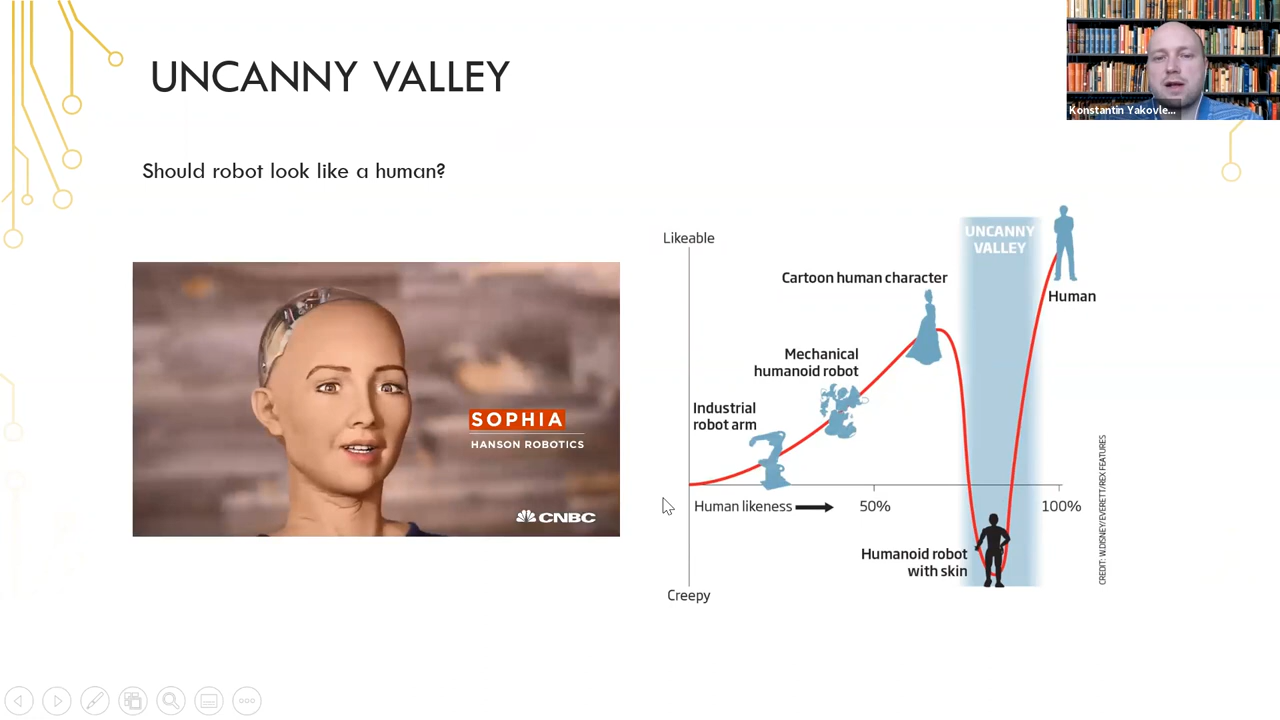 UNCANNY VALLEY
Konstantin Yakovle...
Should robot look like a human?
SOPHIA
HANSON ROBOTICS
CNBC
Likeable
UNCANNY
VALLEY
Cartoon human character
Human
Mechanical
humanoid robot
Industrial
robot arm
Human likeness
50%
100%
Humanoid robot
with skin
Creepy
CREDIT: W.DISNEY/EVERETT/REX FEATURES